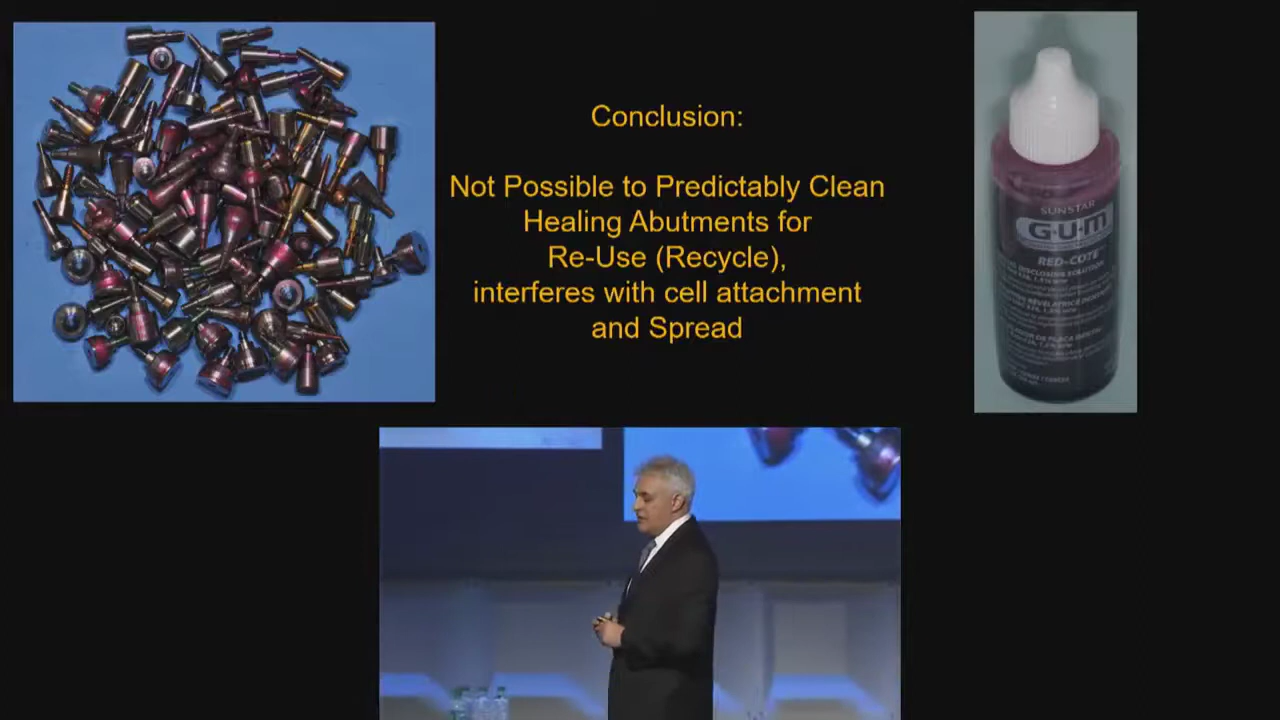 Conclusion:
Not Possible to Predictably Clean
Healing Abutments for
Re-Use (Recycle),
interferes with cell attachment
and Spread
SUNSTAR
G·U·M
RED-COTE